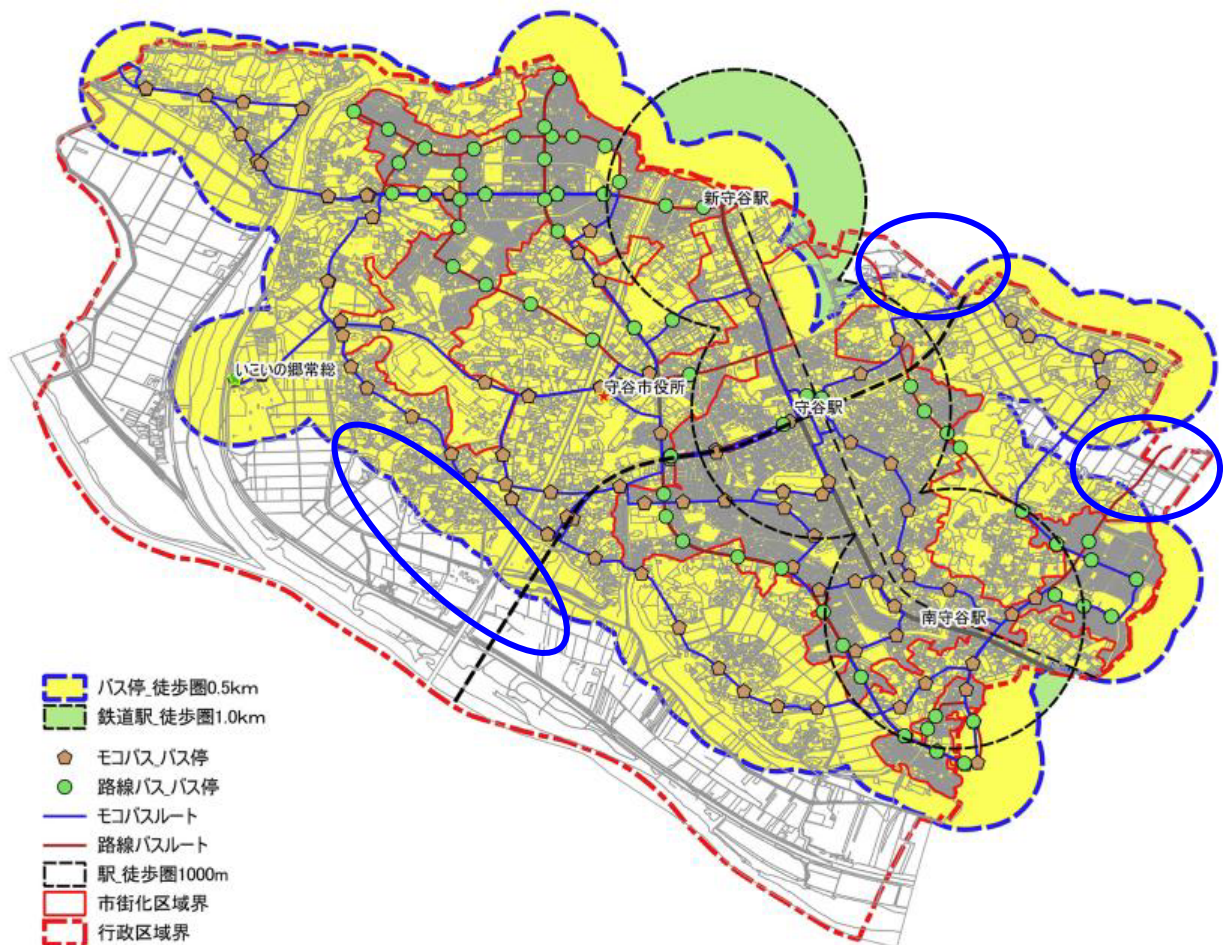 新守谷駅
いこいの郷常総
守谷市役所
守谷駅
南守谷駅
バス停_徒歩圏0.5km
鉄道駅_徒歩圏1.0km
モコバス_バス停
路線バス_バス停
モコバスルート
路線バスルート
駅_徒歩圏1000m
市街化区域界
行政区域界